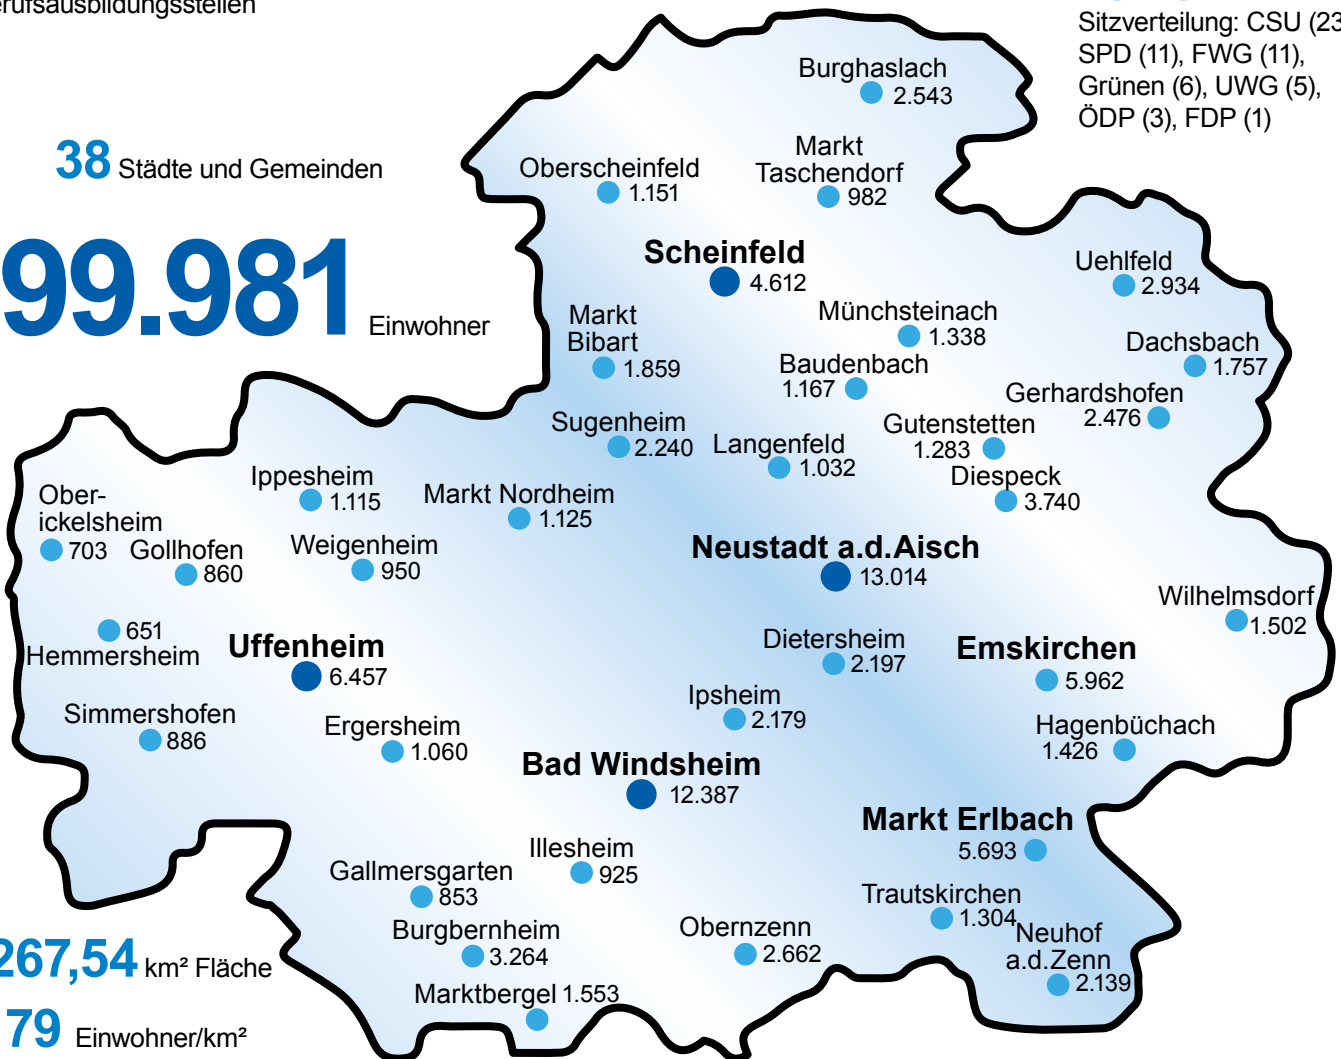 erufsausbildungsstellen
Sitzverteilung: CSU (23
SPD (11), FWG (11),
Grünen (6), UWG (5),
ÖDP (3), FDP (1)
38 Städte und Gemeinden
99.981 Einwohner
Burghaslach
2.543
Markt
Taschendorf
982
Oberscheinfeld
1.151
Scheinfeld
4.612
Uehlfeld
2.934
Münchsteinach
1.338
Markt
Bibart
1.859
Dachsbach
1.757
Baudenbach
1.167
Gerhardshofen
2.476
Sugenheim
2.240
Langenfeld
1.032
Gutenstetten
1.283
Diespeck
3.740
Ippesheim
1.115
Markt Nordheim
1.125
Ober-
ickelsheim
703
Gollhofen
860
Weigenheim
950
Neustadt a.d.Aisch
13.014
Wilhelmsdorf
1.502
651
Hemmersheim
Uffenheim
6.457
Dietersheim
2.197
Emskirchen
5.962
Ipsheim
2.179
Simmershofen
886
Ergersheim
1.060
Hagenbüchach
1.426
Bad Windsheim
12.387
Markt Erlbach
5.693
Illesheim
925
Gallmersgarten
853
Trautskirchen
1.304
Burgbernheim
3.264
Obernzenn
2.662
Neuhof
a.d.Zenn
2.139
Marktbergel 1.553
267,54 km² Fläche
79 Einwohner/km²